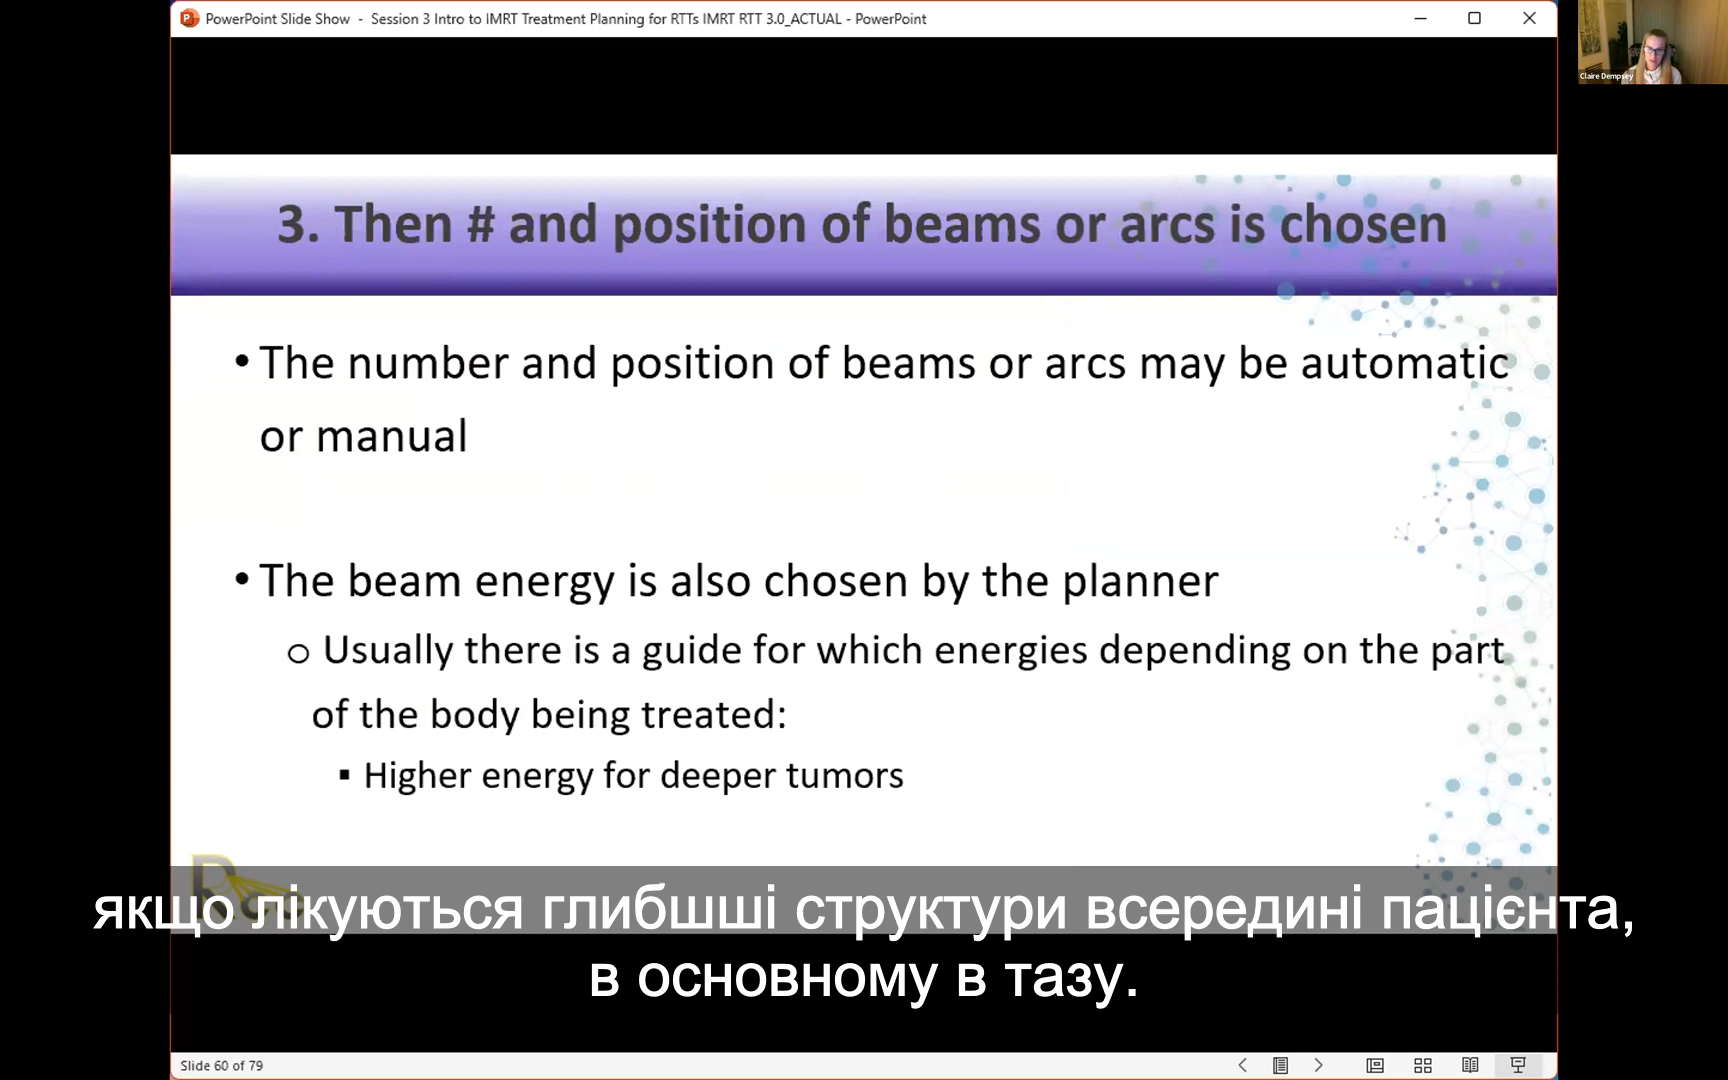 PowerPoint Slide Show - Session 3 Intro to IMRT Treatment Planning for RTTs IMRT RTT 3.0_ACTUAL - PowerPoint
Claire Dempsey
3. Then # and position of beams or arcs is chosen
• The number and position of beams or arcs may be automatic
or manual
• The beam energy is also chosen by the planner
o Usually there is a guide for which energies depending on the part
of the body being treated:
▪ Higher energy for deeper tumors
якщо лікуються глибшші структури всередині пацієнта,
в основному в тазу.
Slide 60 of 79